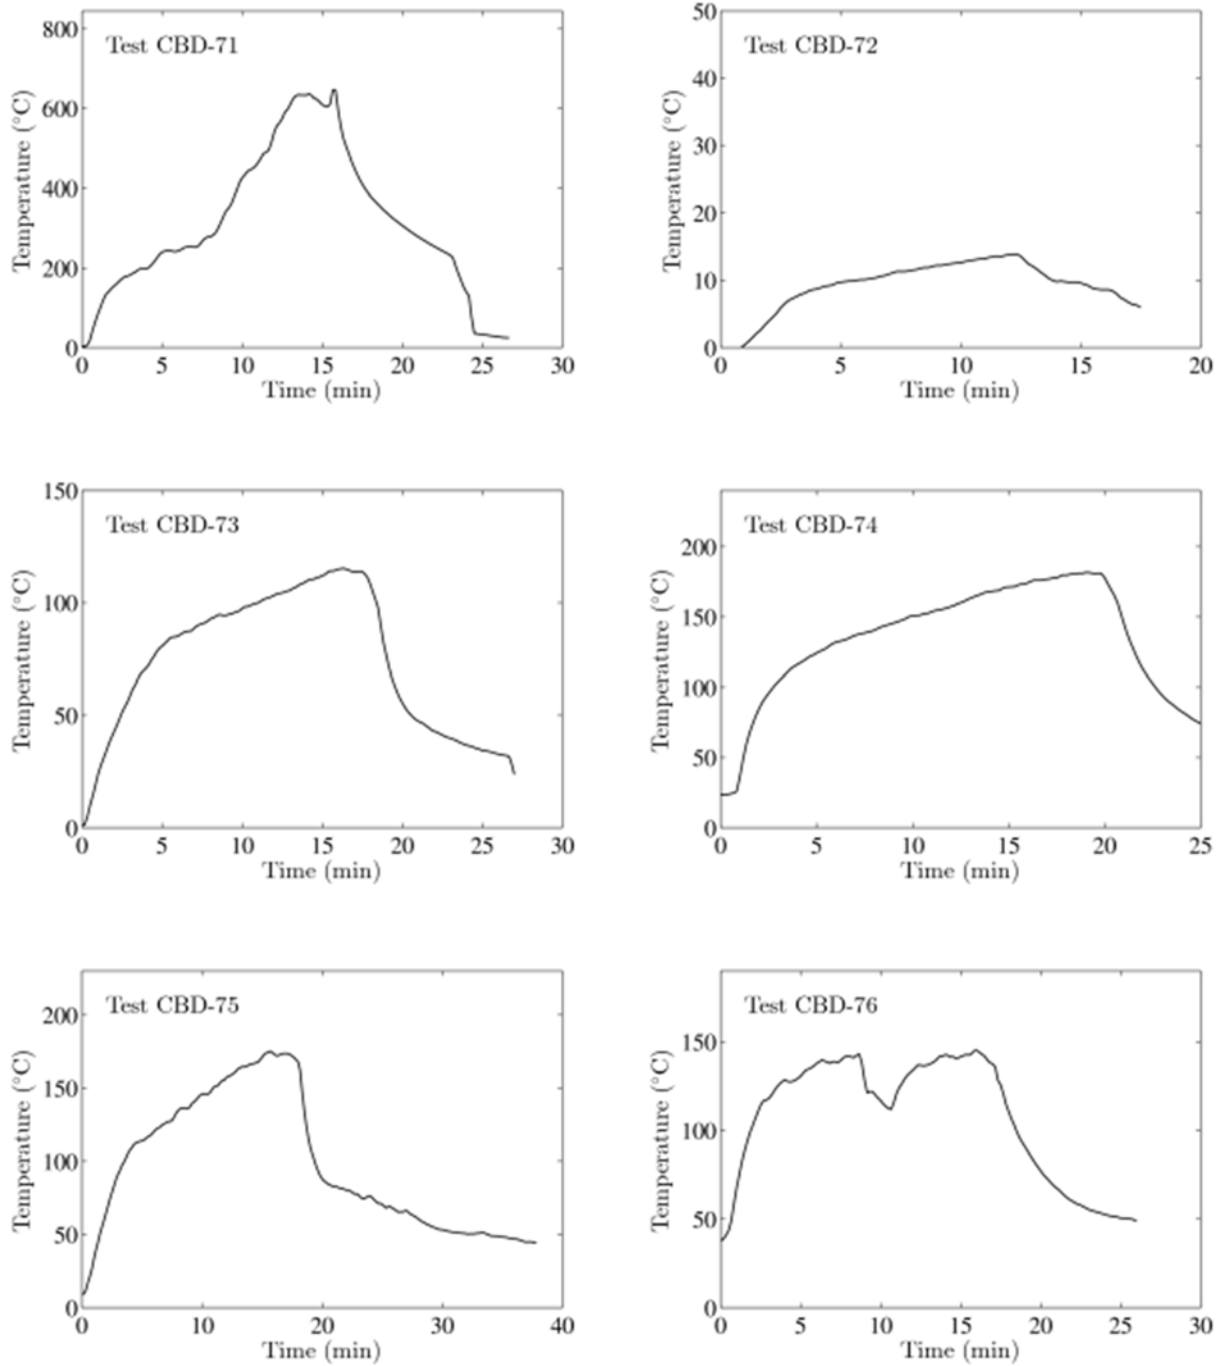 Test CBD-71
Temperature (°C)
800
600
400
200
0
0 5 10 15 20 25 30
Time (min)
Test CBD-72
Temperature (°C)
50
40
30
20
10
0
0 5 10 15 20
Time (min)
Test CBD-73
Temperature (°C)
150
100
50
0
0 5 10 15 20 25 30
Time (min)
Test CBD-74
Temperature (°C)
200
150
100
50
0
0 5 10 15 20 25
Time (min)
Test CBD-75
Temperature (°C)
200
150
100
50
0
0 10 20 30 40
Time (min)
Test CBD-76
Temperature (°C)
150
100
50
0
0 5 10 15 20 25 30
Time (min)